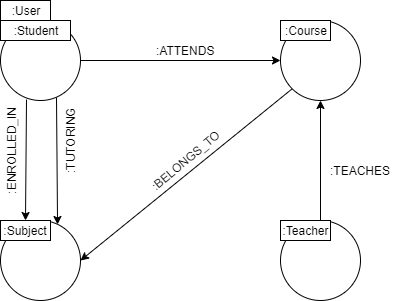 :User
:Student
:ATTENDS
:Course
:ENROLLED_IN
:TUTORING
:BELONGS_TO
:TEACHES
:Subject
:Teacher